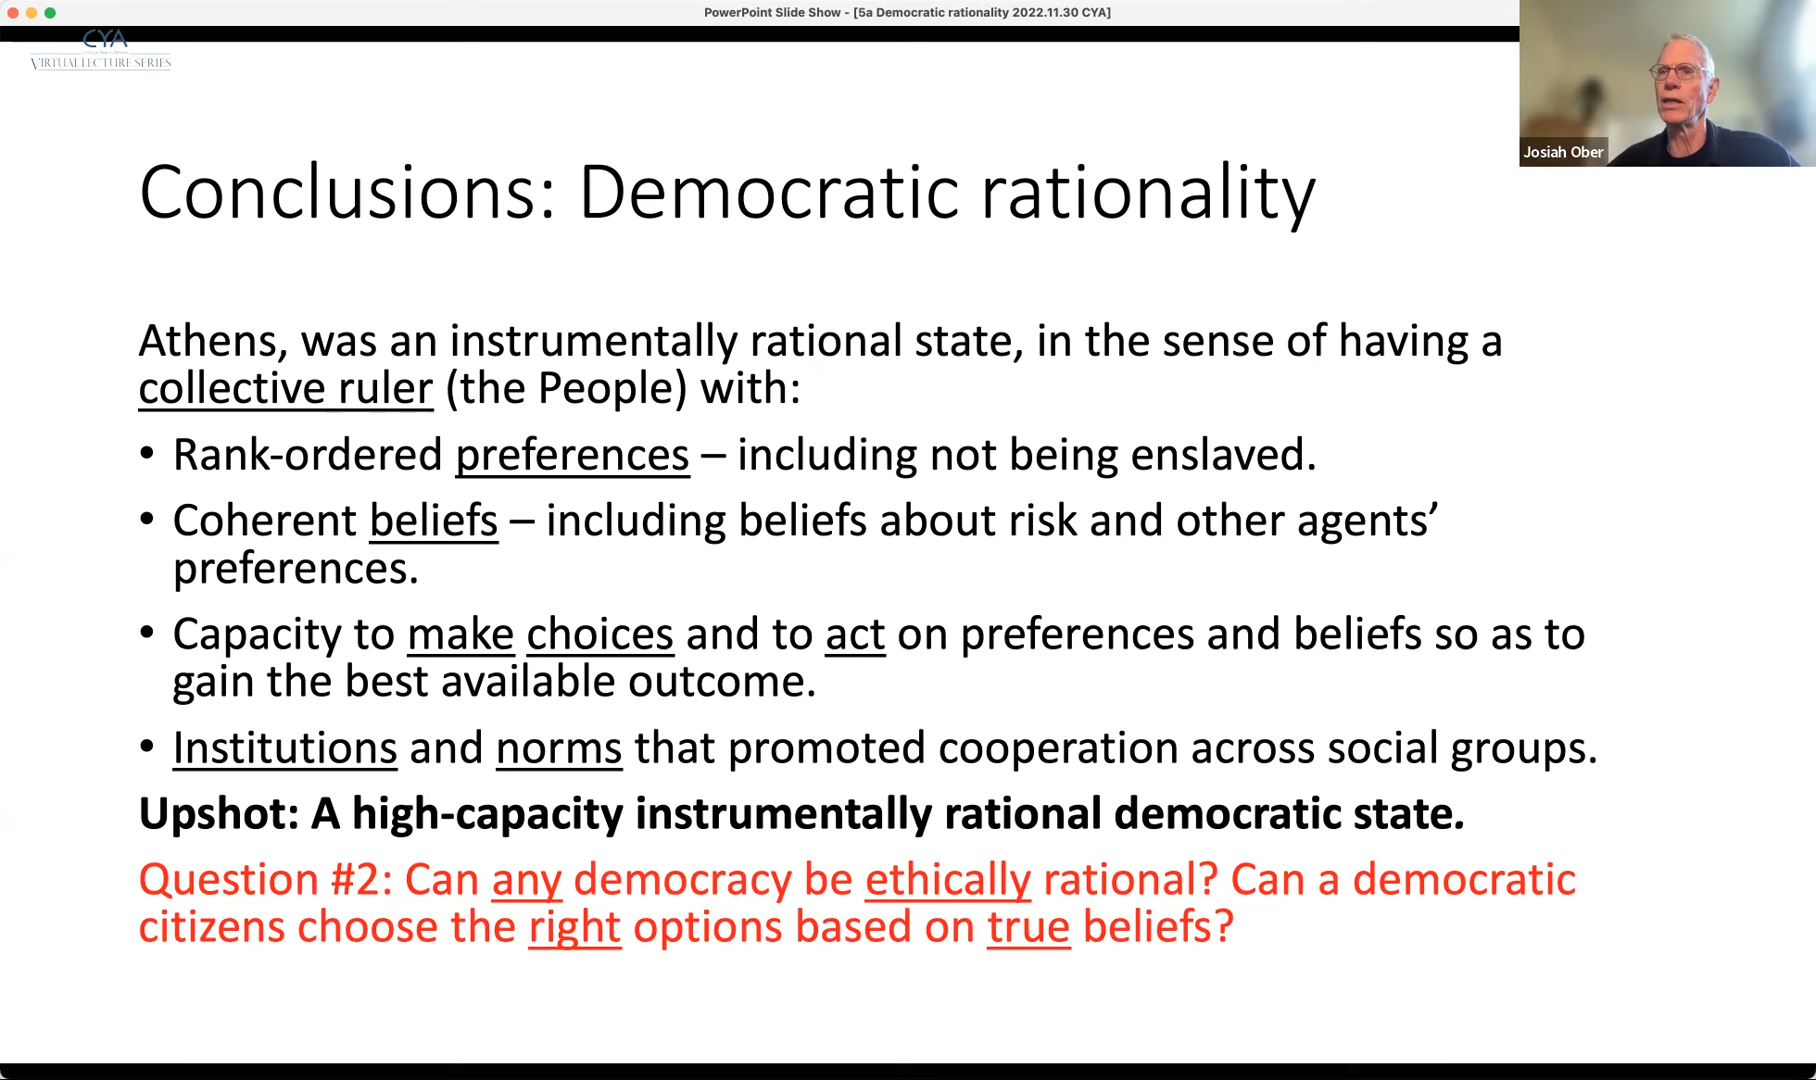 PowerPoint Slide Show - [5a Democratic rationality 2022.11.30 CYA]
CYA
VIRTUAL LECTURE SERIES
Josiah Ober
Conclusions: Democratic rationality
Athens, was an instrumentally rational state, in the sense of having a
collective ruler (the People) with:
• Rank-ordered preferences – including not being enslaved.
• Coherent beliefs – including beliefs about risk and other agents’
preferences.
• Capacity to make choices and to act on preferences and beliefs so as to
gain the best available outcome.
• Institutions and norms that promoted cooperation across social groups.
Upshot: A high-capacity instrumentally rational democratic state.
Question #2: Can any democracy be ethically rational? Can a democratic
citizens choose the right options based on true beliefs?